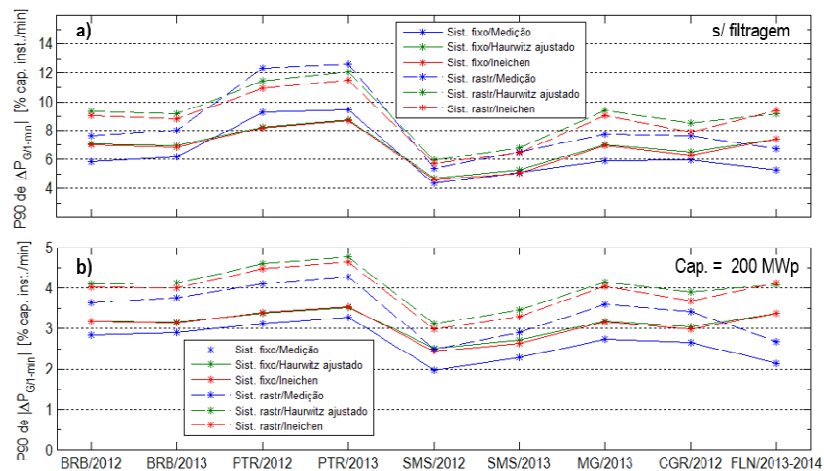 a)
s/ filtragem
P90 de |ΔP_G/1-min| [% cap. inst./min]
14
12
10
8
6
4
Sist. fixo/Medição
Sist. fixo/Haurwitz ajustado
Sist. fixo/Ineichen
Sist. rastr/Medição
Sist. rastr/Haurwitz ajustado
Sist. rastr/Ineichen
b)
Cap. = 200 MWp
P90 de |ΔP_G/1-min| [% cap. inst./min]
5
4
3
2
1
0
Sist. fixo/Medição
Sist. fixo/Haurwitz ajustado
Sist. fixo/Ineichen
Sist. rastr/Medição
Sist. rastr/Haurwitz ajustado
Sist. rastr/Ineichen
BRB/2012 BRB/2013 PTR/2012 PTR/2013 SMS/2012 SMS/2013 MG/2013 CGR/2012 FLN/2013-2014